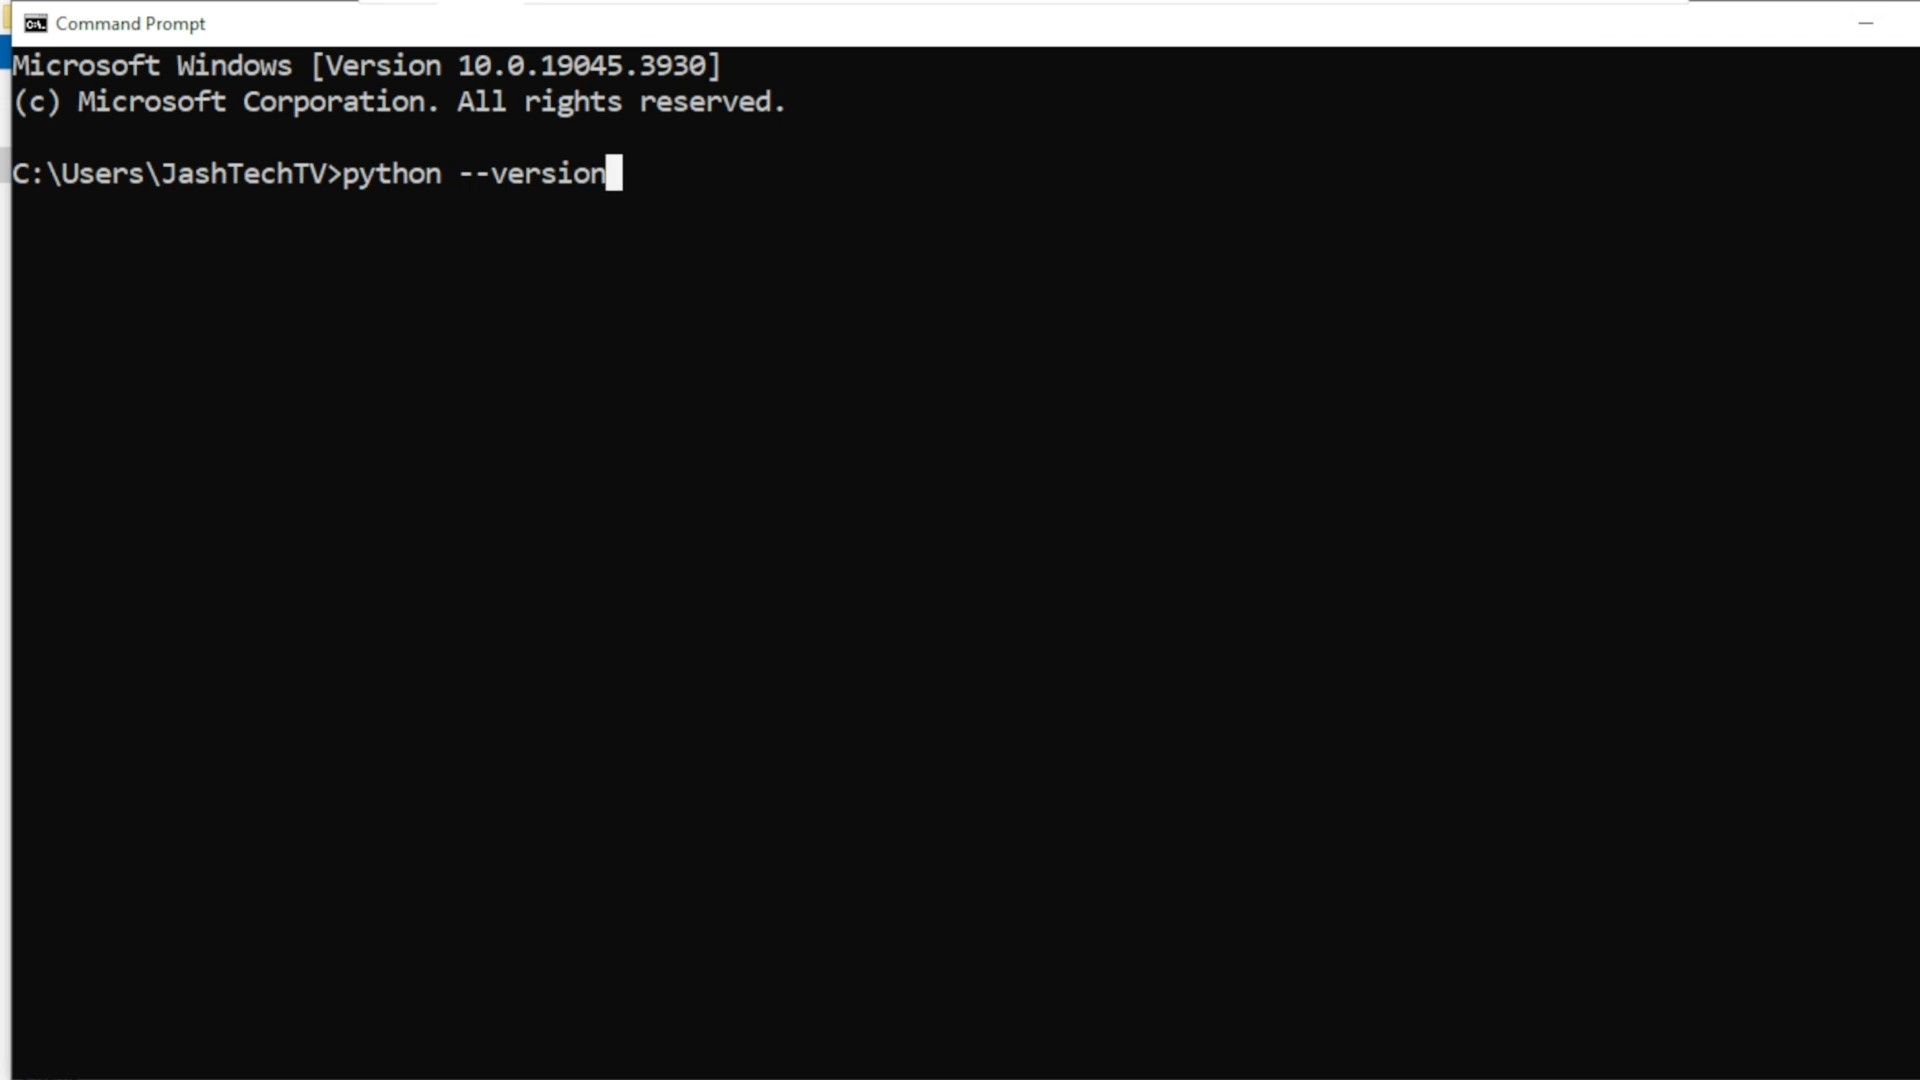 Command Prompt
Microsoft Windows [Version 10.0.19045.3930]
(c) Microsoft Corporation. All rights reserved.
C:\Users\JashTechTV>python --version